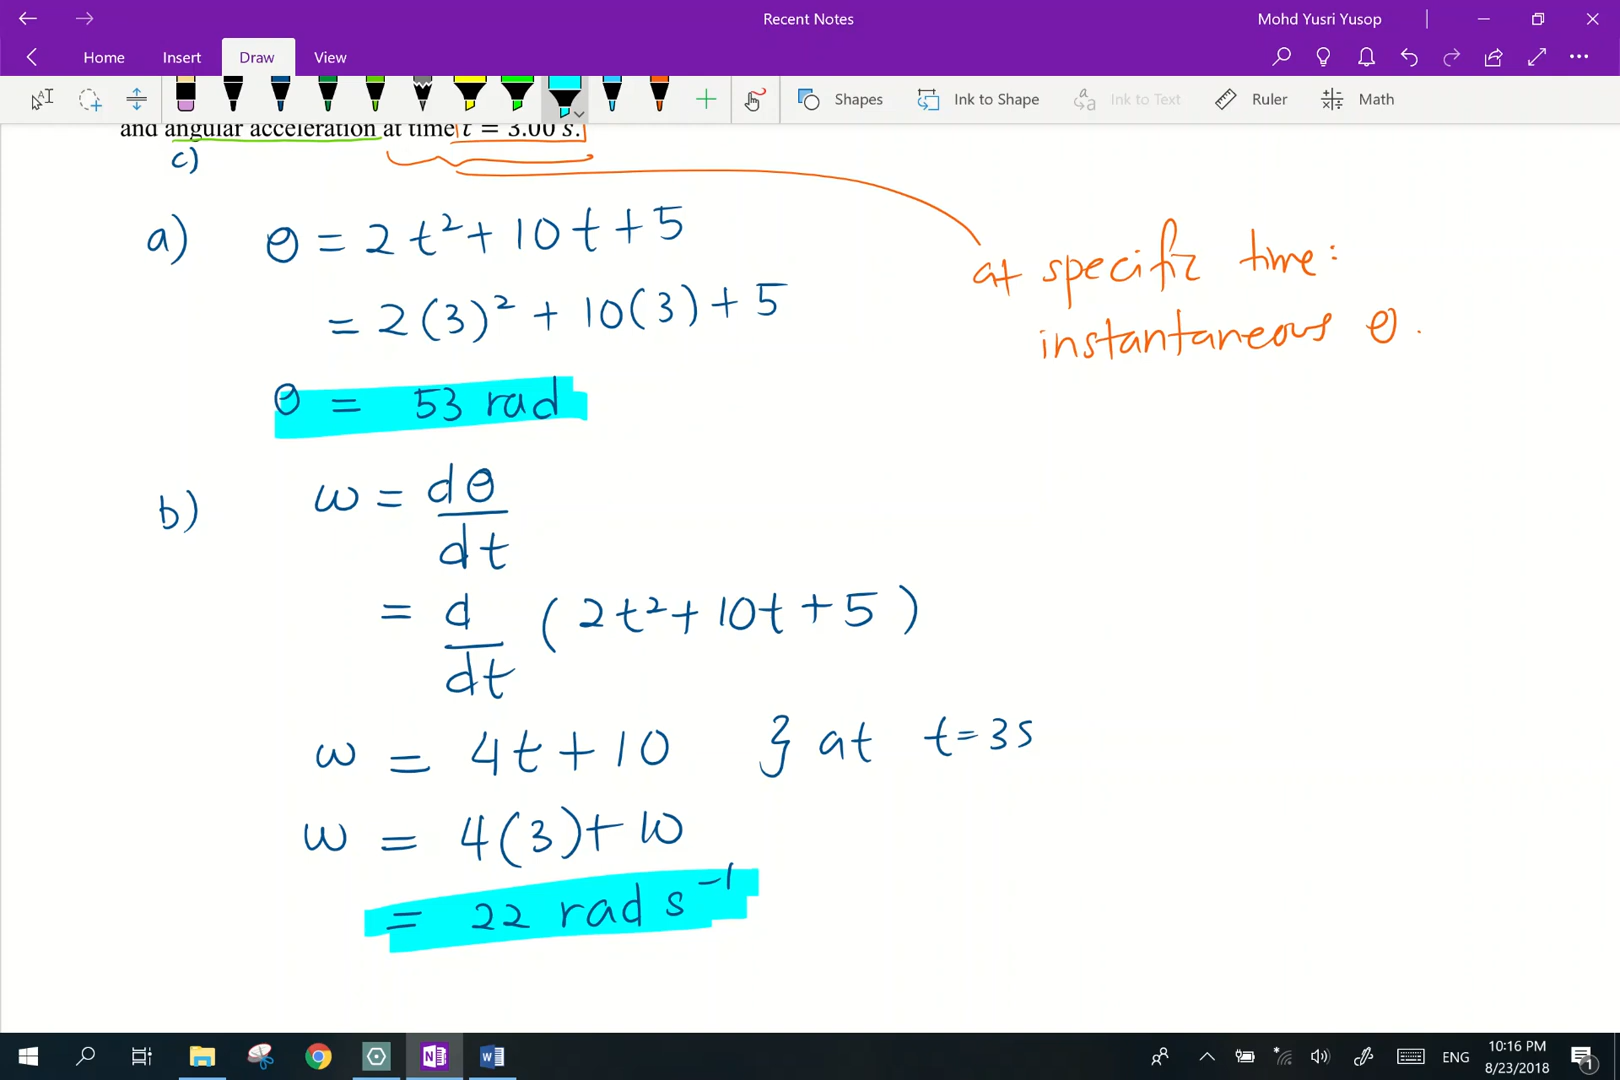 Recent Notes
Mohd Yusri Yusop
Home Insert Draw View
Shapes Ink to Shape Ink to Text Ruler Math
and angular acceleration at time t = 3.00 s.
c)
a) θ = 2t² + 10t + 5
= 2(3)² + 10(3) + 5
θ = 53 rad
at specific time:
instantaneous θ.
b) ω = dθ/dt
= d/dt (2t² + 10t + 5)
ω = 4t + 10 } at t = 3s
ω = 4(3) + 10
= 22 rad s⁻¹
ENG
10:16 PM
8/23/2018
1